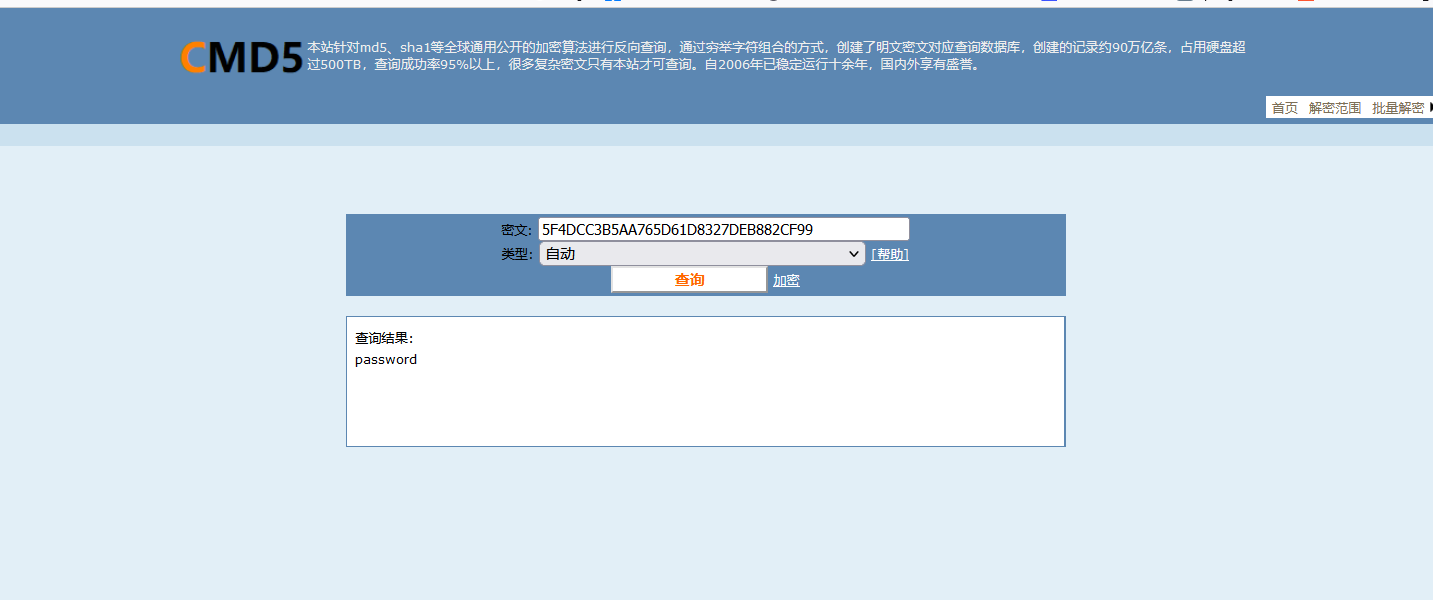 CMD5
本站针对md5、sha1等全球通用公开的加密算法进行反向查询，通过穷举字符组合的方式，创建了明文密文对应查询数据库，创建的记录约90万亿条，占用硬盘超
过500TB，查询成功率95%以上，很多复杂密文只有本站才可查询。自2006年已稳定运行十余年，国内外享有盛誉。
首页 解密范围 批量解密
密文: 5F4DCC3B5AA765D61D8327DEB882CF99
类型: 自动 [帮助]
查询 加密
查询结果:
password